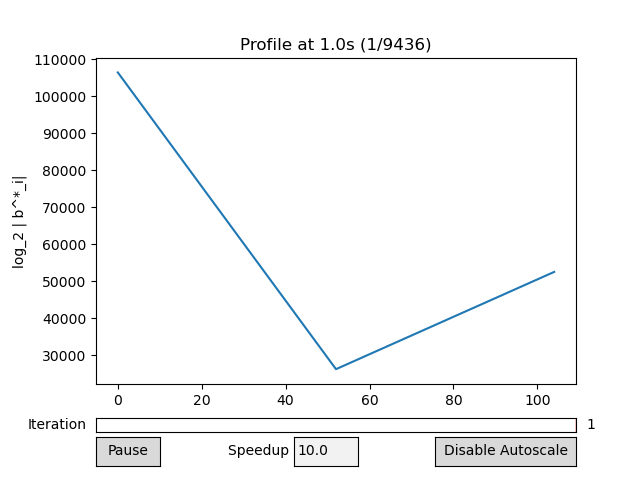 Profile at 1.0s (1/9436)
110000
100000
90000
80000
70000
60000
50000
40000
30000
log_2 | b^*_i|
0 20 40 60 80 100
Iteration 1
Pause Speedup 10.0 Disable Autoscale